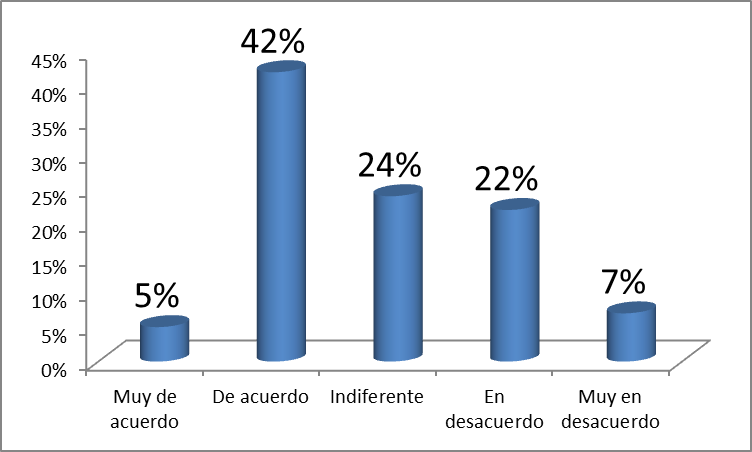 42%
45%
40%
35%
30%
25%
20%
15%
10%
5%
0%
5%
24%
22%
7%
Muy de
acuerdo
De acuerdo
Indiferente
En
desacuerdo
Muy en
desacuerdo